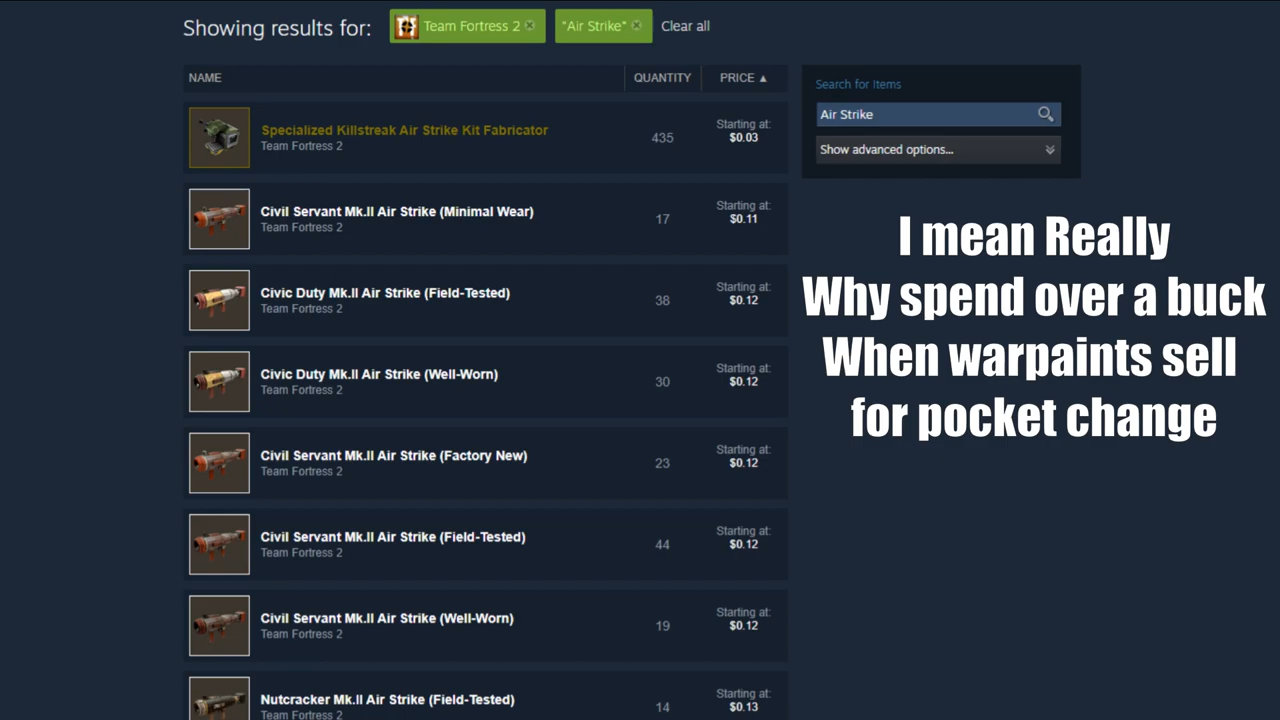 Showing results for: Team Fortress 2 "Air Strike" Clear all
NAME QUANTITY PRICE ▲
Specialized Killstreak Air Strike Kit Fabricator
Team Fortress 2
435
Starting at:
$0.03
Civil Servant Mk.II Air Strike (Minimal Wear)
Team Fortress 2
17
Starting at:
$0.11
Civic Duty Mk.II Air Strike (Field-Tested)
Team Fortress 2
38
Starting at:
$0.12
Civic Duty Mk.II Air Strike (Well-Worn)
Team Fortress 2
30
Starting at:
$0.12
Civil Servant Mk.II Air Strike (Factory New)
Team Fortress 2
23
Starting at:
$0.12
Civil Servant Mk.II Air Strike (Field-Tested)
Team Fortress 2
44
Starting at:
$0.12
Civil Servant Mk.II Air Strike (Well-Worn)
Team Fortress 2
19
Starting at:
$0.12
Nutcracker Mk.II Air Strike (Field-Tested)
Team Fortress 2
14
Starting at:
$0.13
Search for Items
Air Strike
Show advanced options...
I mean Really
Why spend over a buck
When warpaints sell
for pocket change